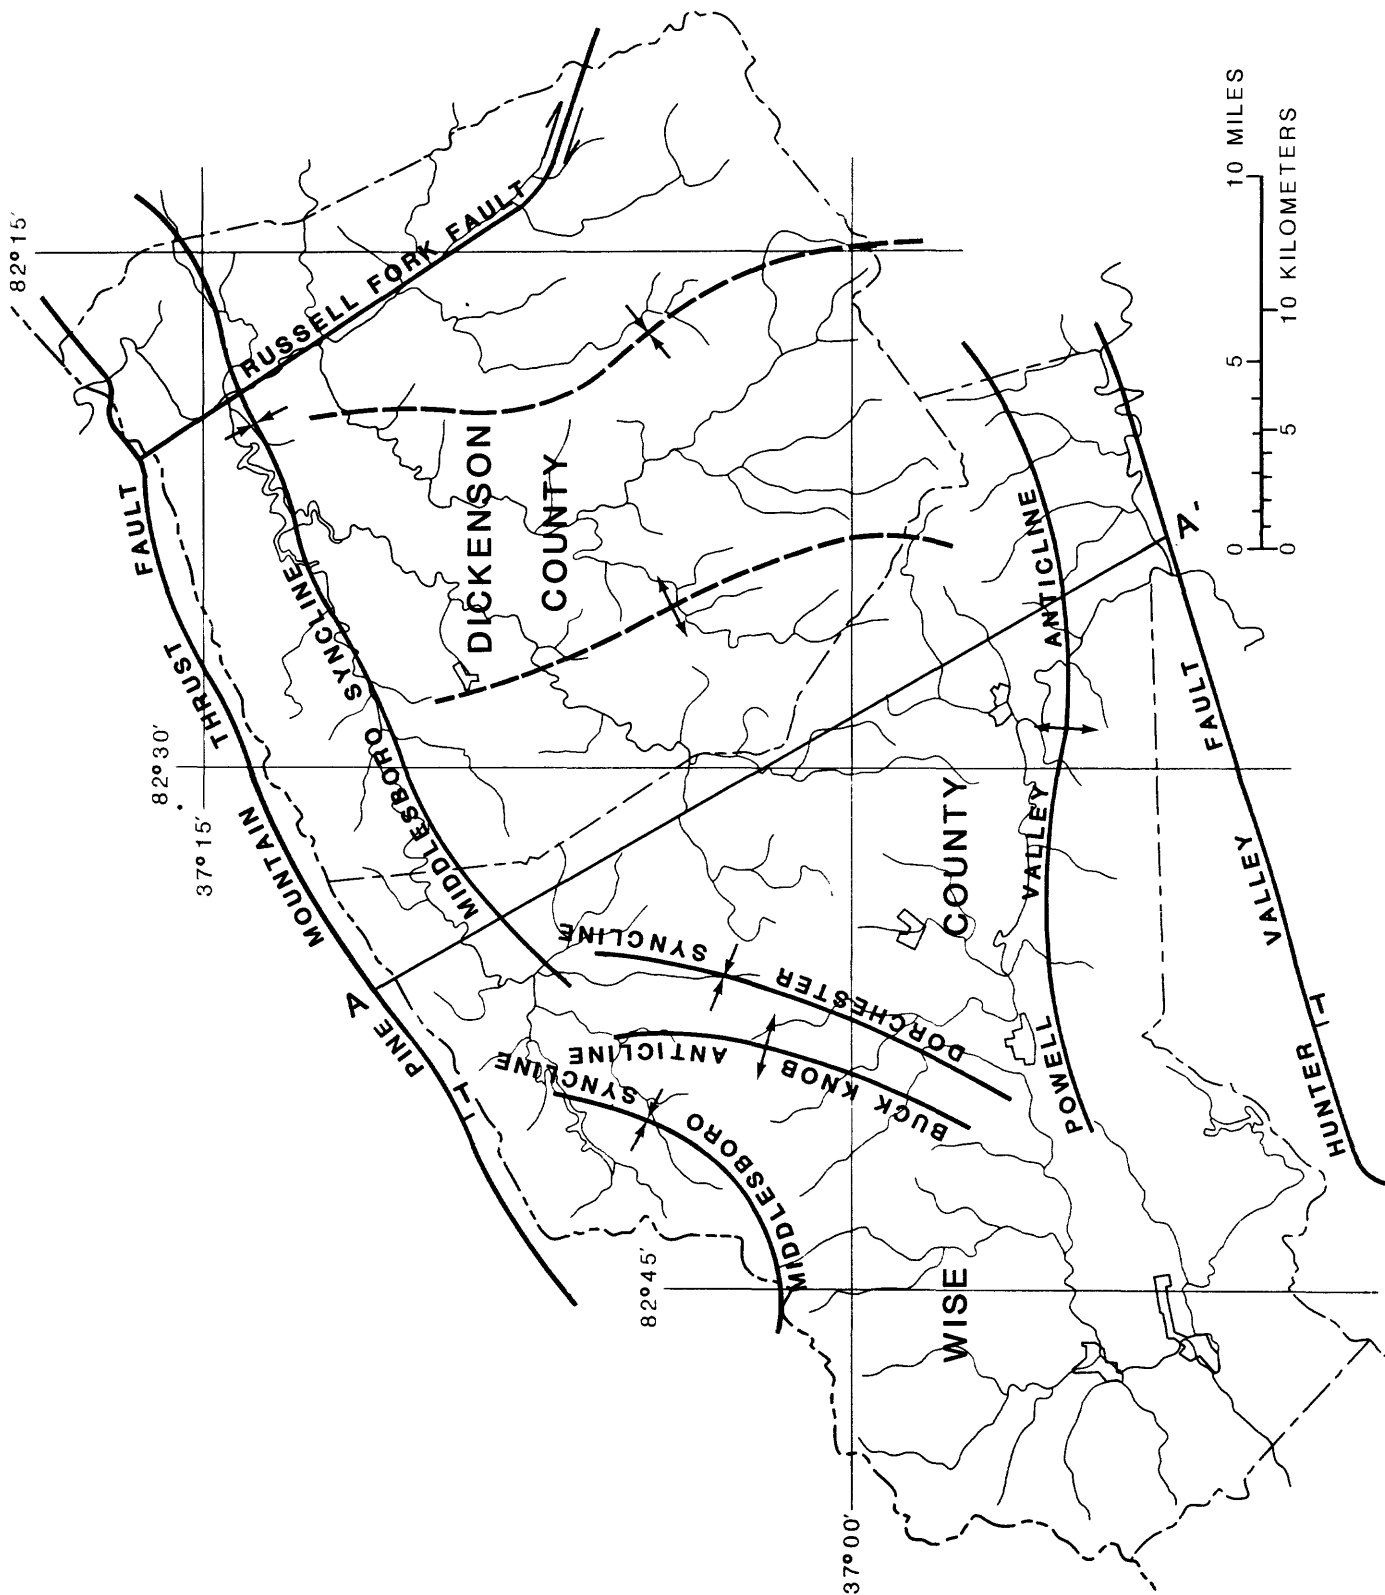 82°15′
82°30′
82°45′
37°15′
37°00′
PINE MOUNTAIN THRUST FAULT
RUSSELL FORK FAULT
MIDDLESBORO SYNCLINE
DICKENSON
COUNTY
MIDDLESBORO SYNCLINE
BUCK KNOB ANTICLINE
DORCHESTER SYNCLINE
WISE COUNTY
POWELL VALLEY ANTICLINE
HUNTER VALLEY FAULT
A
A-
0 5 10 MILES
0 5 10 KILOMETERS